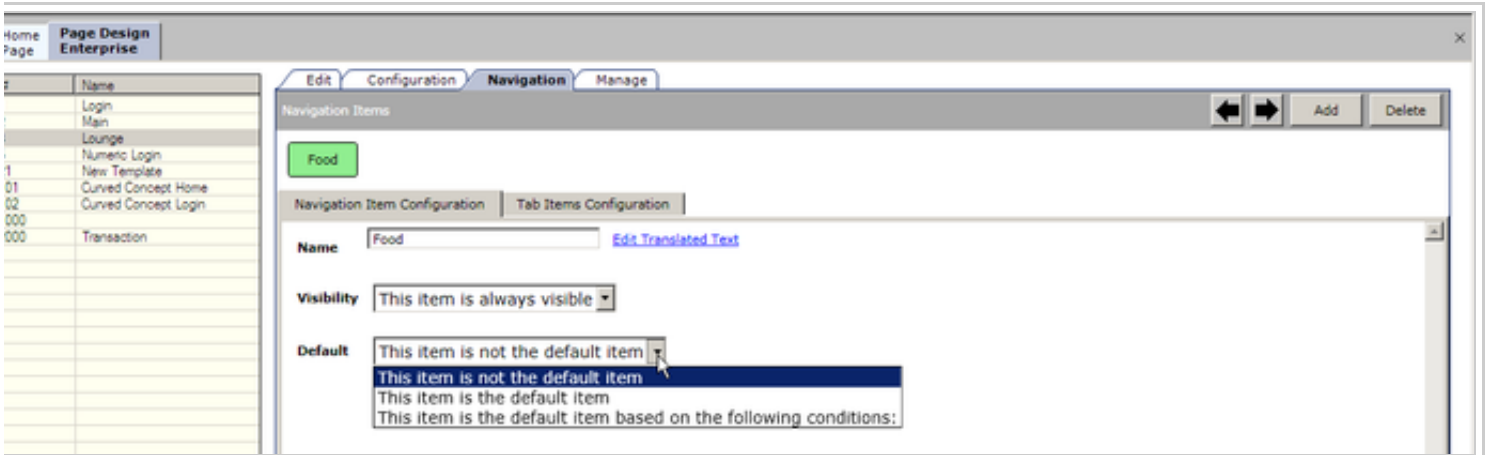 Home Page
Page Design Enterprise
Name
Login
Main
Lounge
Numeric Login
New Template
01 Curved Concept Home
02 Curved Concept Login
000
000 Transaction
Edit Configuration Navigation Manage
Navigation Items
Add Delete
Food
Navigation Item Configuration Tab Items Configuration
Name Food Edit Translated Text
Visibility This item is always visible
Default This item is not the default item
This item is not the default item
This item is the default item
This item is the default item based on the following conditions: